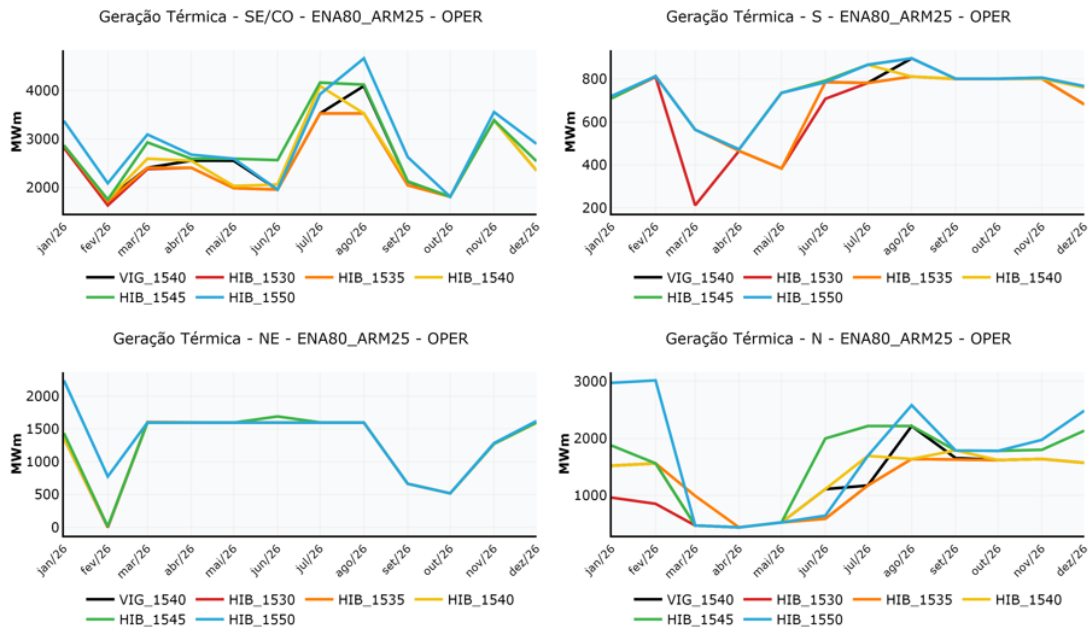 Geração Térmica - SE/CO - ENA80_ARM25 - OPER
MWm
4000
3000
2000
jan/26
fev/26
mar/26
abr/26
mai/26
jun/26
jul/26
ago/26
set/26
out/26
nov/26
dez/26
VIG_1540 HIB_1530 HIB_1535 HIB_1540
HIB_1545 HIB_1550
Geração Térmica - S - ENA80_ARM25 - OPER
MWm
800
600
400
200
jan/26
fev/26
mar/26
abr/26
mai/26
jun/26
jul/26
ago/26
set/26
out/26
nov/26
dez/26
VIG_1540 HIB_1530 HIB_1535 HIB_1540
HIB_1545 HIB_1550
Geração Térmica - NE - ENA80_ARM25 - OPER
MWm
2000
1500
1000
500
0
jan/26
fev/26
mar/26
abr/26
mai/26
jun/26
jul/26
ago/26
set/26
out/26
nov/26
dez/26
VIG_1540 HIB_1530 HIB_1535 HIB_1540
HIB_1545 HIB_1550
Geração Térmica - N - ENA80_ARM25 - OPER
MWm
3000
2000
1000
jan/26
fev/26
mar/26
abr/26
mai/26
jun/26
jul/26
ago/26
set/26
out/26
nov/26
dez/26
VIG_1540 HIB_1530 HIB_1535 HIB_1540
HIB_1545 HIB_1550